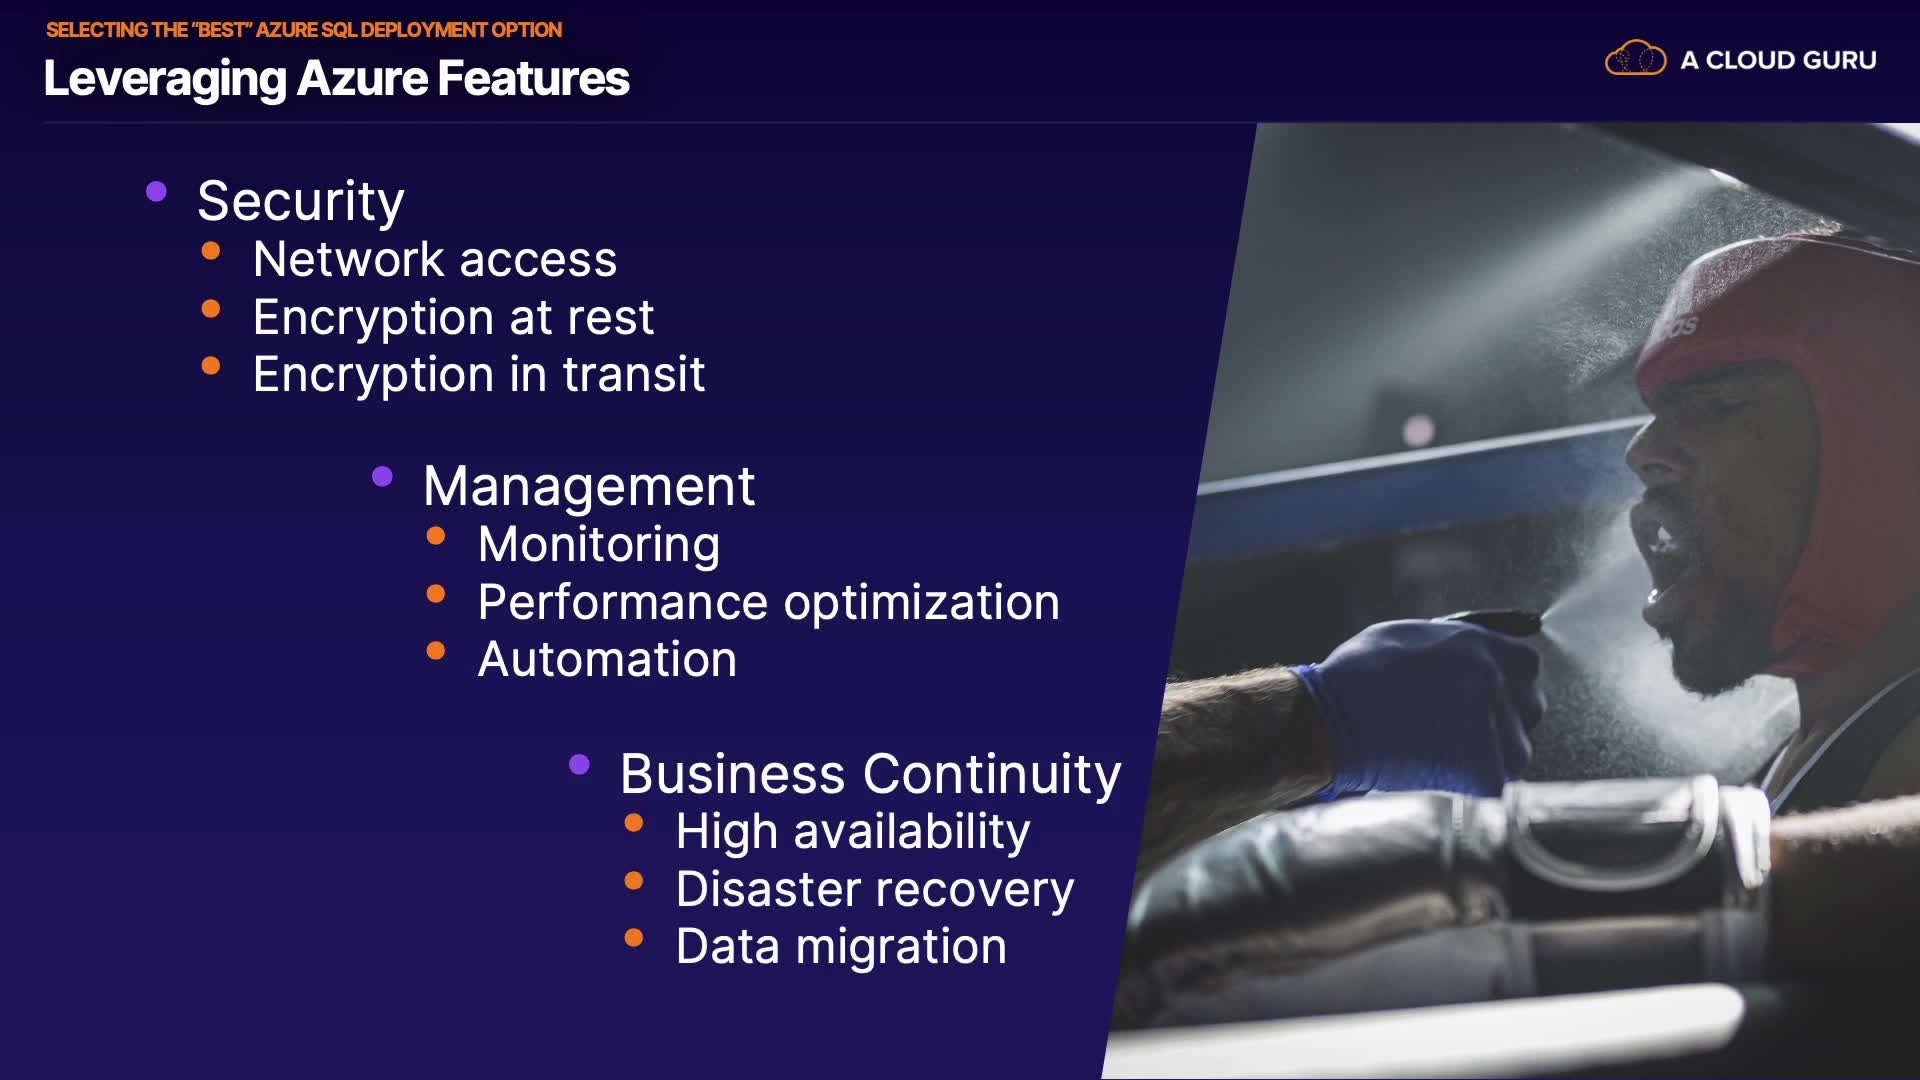 SELECTING THE “BEST” AZURE SQL DEPLOYMENT OPTION
Leveraging Azure Features
A CLOUD GURU
Security
Network access
Encryption at rest
Encryption in transit
Management
Monitoring
Performance optimization
Automation
Business Continuity
High availability
Disaster recovery
Data migration